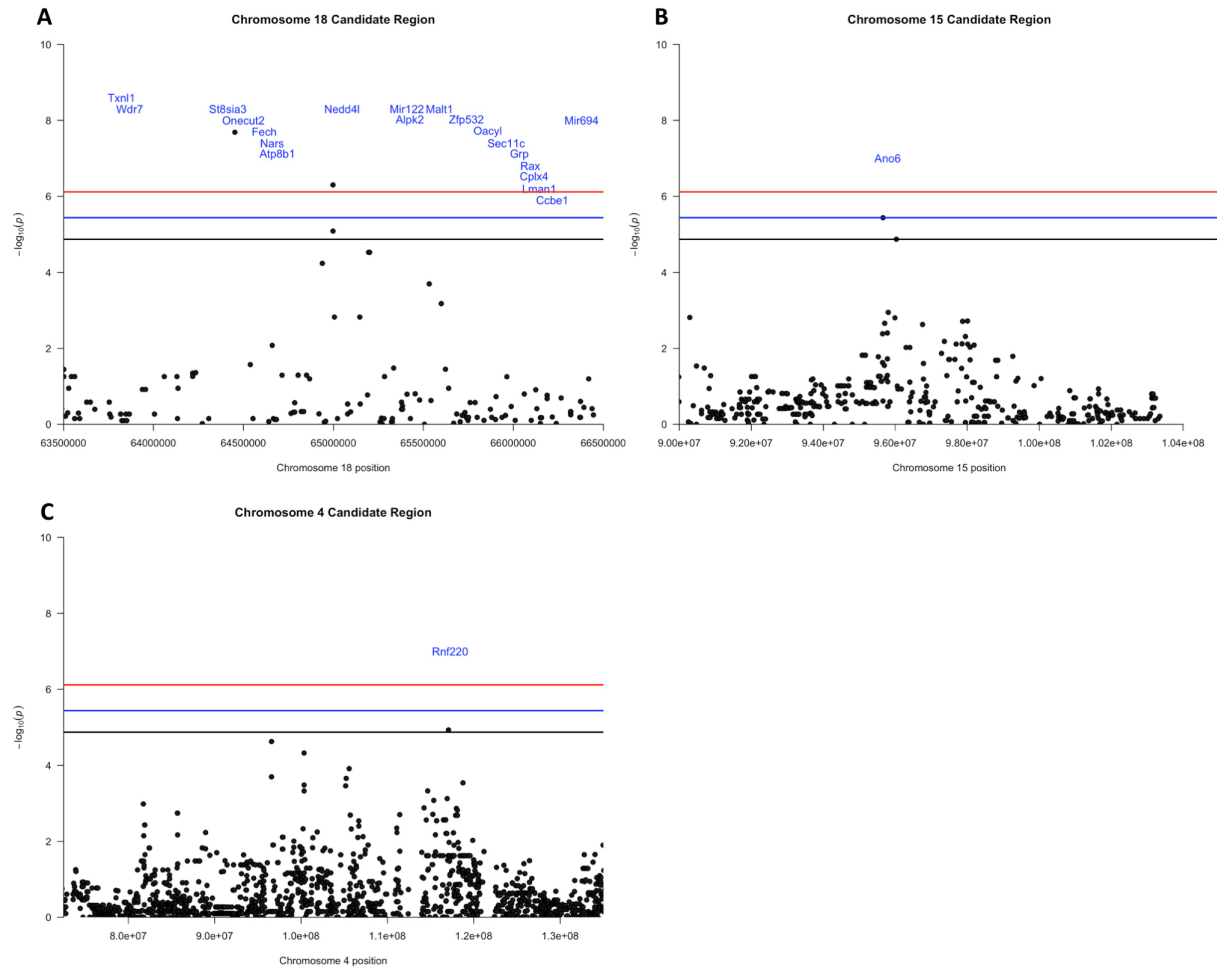 A
Chromosome 18 Candidate Region
10
8
6
4
2
0
−log10(p)
Txnl1
Wdr7
St8sia3
Onecut2
Fech
Nars
Atp8b1
Nedd4l
Mir122
Malt1
Alpk2
Zfp532
Oacyl
Sec11c
Grp
Rax
Cplx4
Lman1
Ccbe1
Mir694
63500000 64000000 64500000 65000000 65500000 66000000 66500000
Chromosome 18 position
B
Chromosome 15 Candidate Region
10
8
6
4
2
0
−log10(p)
Ano6
9.00e+07 9.20e+07 9.40e+07 9.60e+07 9.80e+07 1.00e+08 1.02e+08 1.04e+08
Chromosome 15 position
C
Chromosome 4 Candidate Region
10
8
6
4
2
0
−log10(p)
Rnf220
8.0e+07 9.0e+07 1.0e+08 1.1e+08 1.2e+08 1.3e+08
Chromosome 4 position